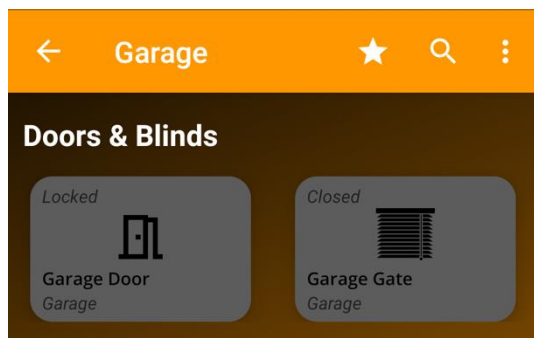 Garage
Doors & Blinds
Locked
Garage Door
Garage
Closed
Garage Gate
Garage